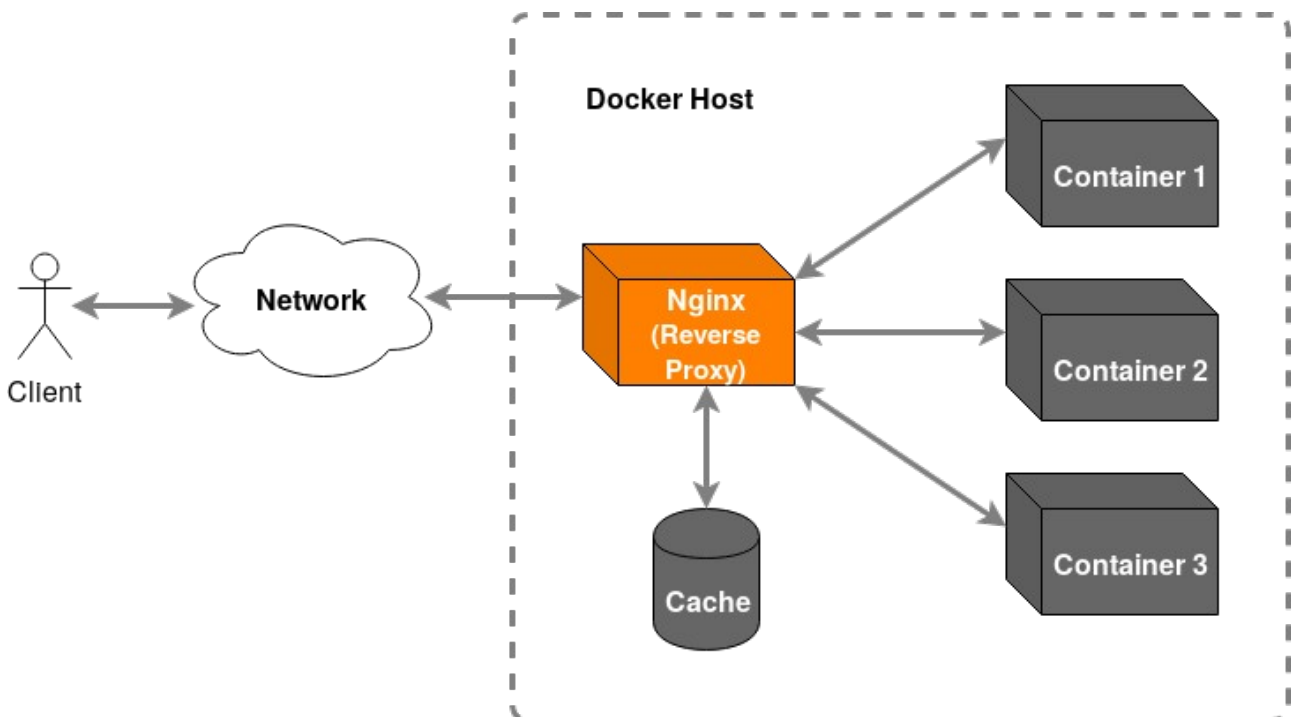 Docker Host
Container 1
Network
Nginx
(Reverse
Proxy)
Client
Container 2
Cache
Container 3